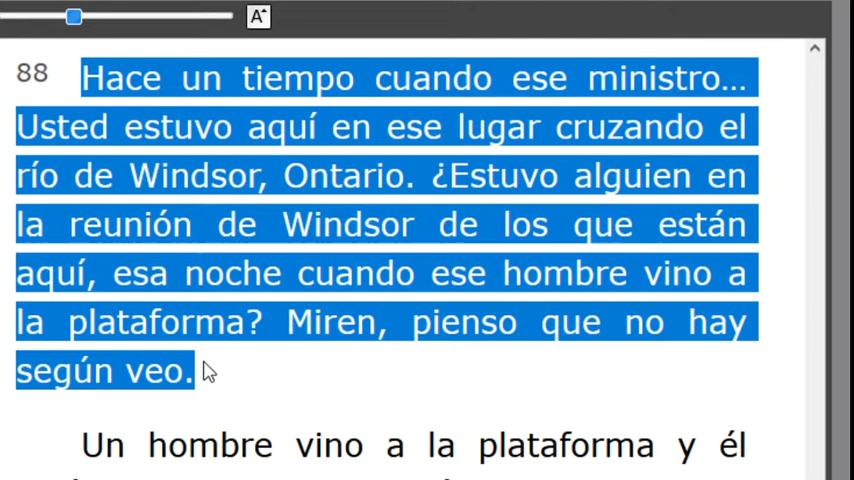 A
88 Hace un tiempo cuando ese ministro...
Usted estuvo aquí en ese lugar cruzando el
río de Windsor, Ontario. ¿Estuvo alguien en
la reunión de Windsor de los que están
aquí, esa noche cuando ese hombre vino a
la plataforma? Miren, pienso que no hay
según veo.
Un hombre vino a la plataforma y él